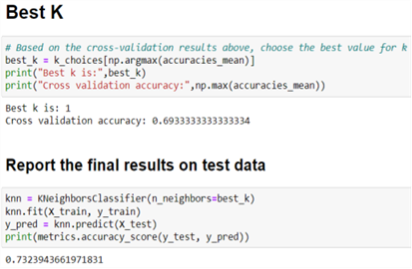 Best K
# Based on the cross-validation results above, choose the best value for k
best_k = k_choices[np.argmax(accuracies_mean)]
print("Best k is:",best_k)
print("Cross validation accuracy:",np.max(accuracies_mean))
Best k is: 1
Cross validation accuracy: 0.6933333333333334
Report the final results on test data
knn = KNeighborsClassifier(n_neighbors=best_k)
knn.fit(X_train, y_train)
y_pred = knn.predict(X_test)
print(metrics.accuracy_score(y_test, y_pred))
0.7323943661971831